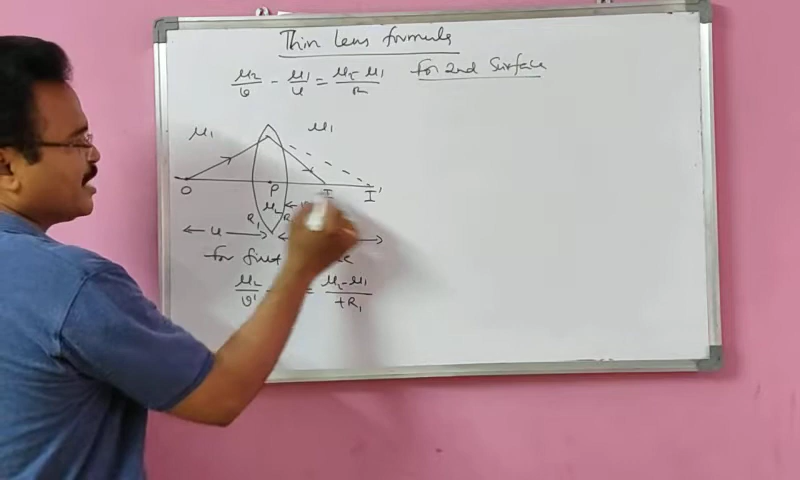 Thin Lens formula
μ2/v - μ1/u = μ2-μ1/R
For 2nd Surface
μ1 μ1
O P I I'
μ2
R1 R
u
for first
μ2/v' = μ2-μ1/+R1